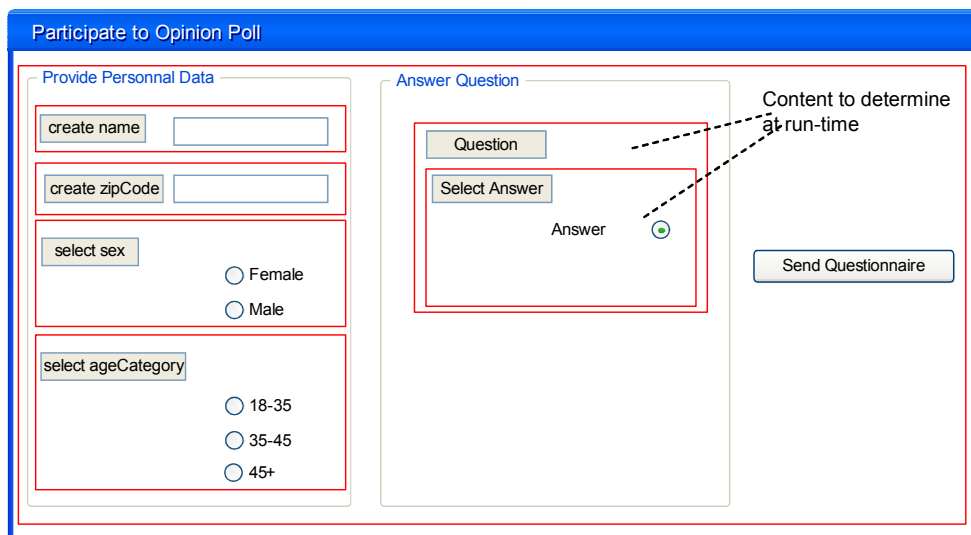 Participate to Opinion Poll
Provide Personnal Data
create name
create zipCode
select sex
Female
Male
select ageCategory
18-35
35-45
45+
Answer Question
Question
Select Answer
Answer
Content to determine
at run-time
Send Questionnaire